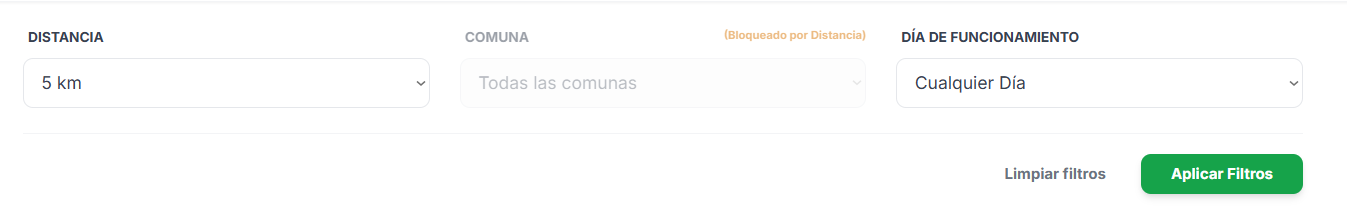 DISTANCIA
COMUNA
(Bloqueado por Distancia)
DÍA DE FUNCIONAMIENTO
5 km
Todas las comunas
Cualquier Día
Limpiar filtros
Aplicar Filtros